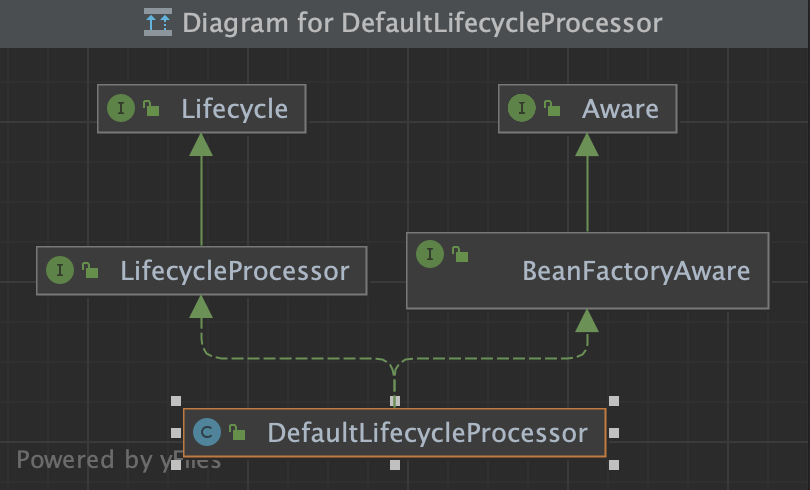 Diagram for DefaultLifecycleProcessor
I Lifecycle
I Aware
I LifecycleProcessor
I BeanFactoryAware
C DefaultLifecycleProcessor
Powered by yFiles